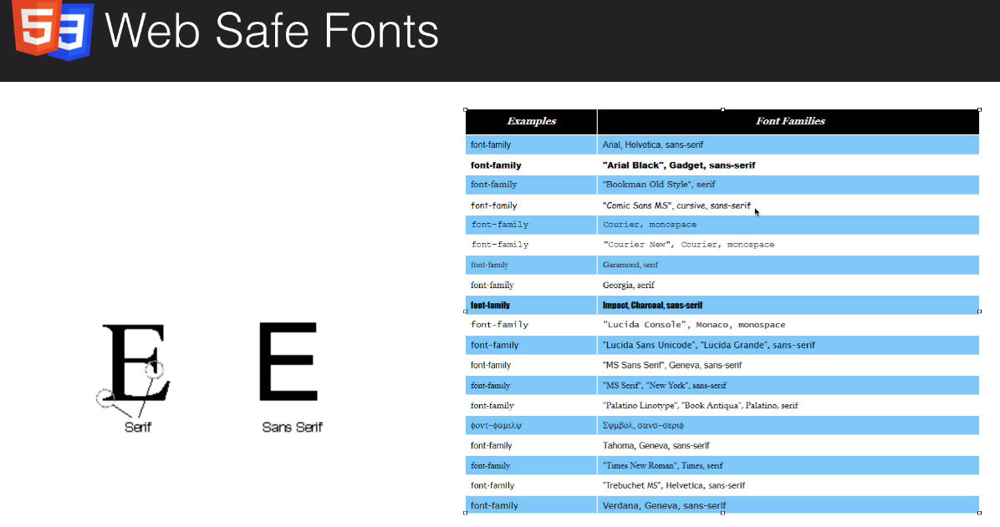 5 3 Web Safe Fonts
Examples Font Families
font-family Arial, Helvetica, sans-serif
font-family "Arial Black", Gadget, sans-serif
font-family "Bookman Old Style", serif
font-family "Comic Sans MS", cursive, sans-serif
font-family Courier, monospace
font-family "Courier New", Courier, monospace
font-family Garamond, serif
font-family Georgia, serif
font-family Impact, Charcoal, sans-serif
font-family "Lucida Console", Monaco, monospace
font-family "Lucida Sans Unicode", "Lucida Grande", sans-serif
font-family "MS Sans Serif", Geneva, sans-serif
font-family "MS Serif", "New York", sans-serif
font-family "Palatino Linotype", "Book Antiqua", Palatino, serif
φοντ−φαμιλψ Σψμβολ, σανσ−σεριφ
font-family Tahoma, Geneva, sans-serif
font-family "Times New Roman", Times, serif
font-family "Trebuchet MS", Helvetica, sans-serif
font-family Verdana, Geneva, sans-serif
E E
Serif Sans Serif